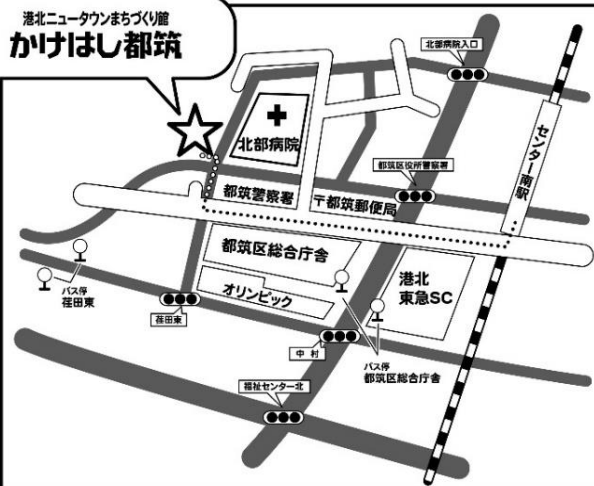 港北ニュータウンまちづくり館
かけはし都筑
北部病院入口
北部病院
センター南駅
都筑区役所警察署
都筑警察署
〒都筑郵便局
都筑区総合庁舎
港北
東急SC
オリンピック
バス停
荏田東
荏田東
中村
バス停
都筑区総合庁舎
福祉センター北